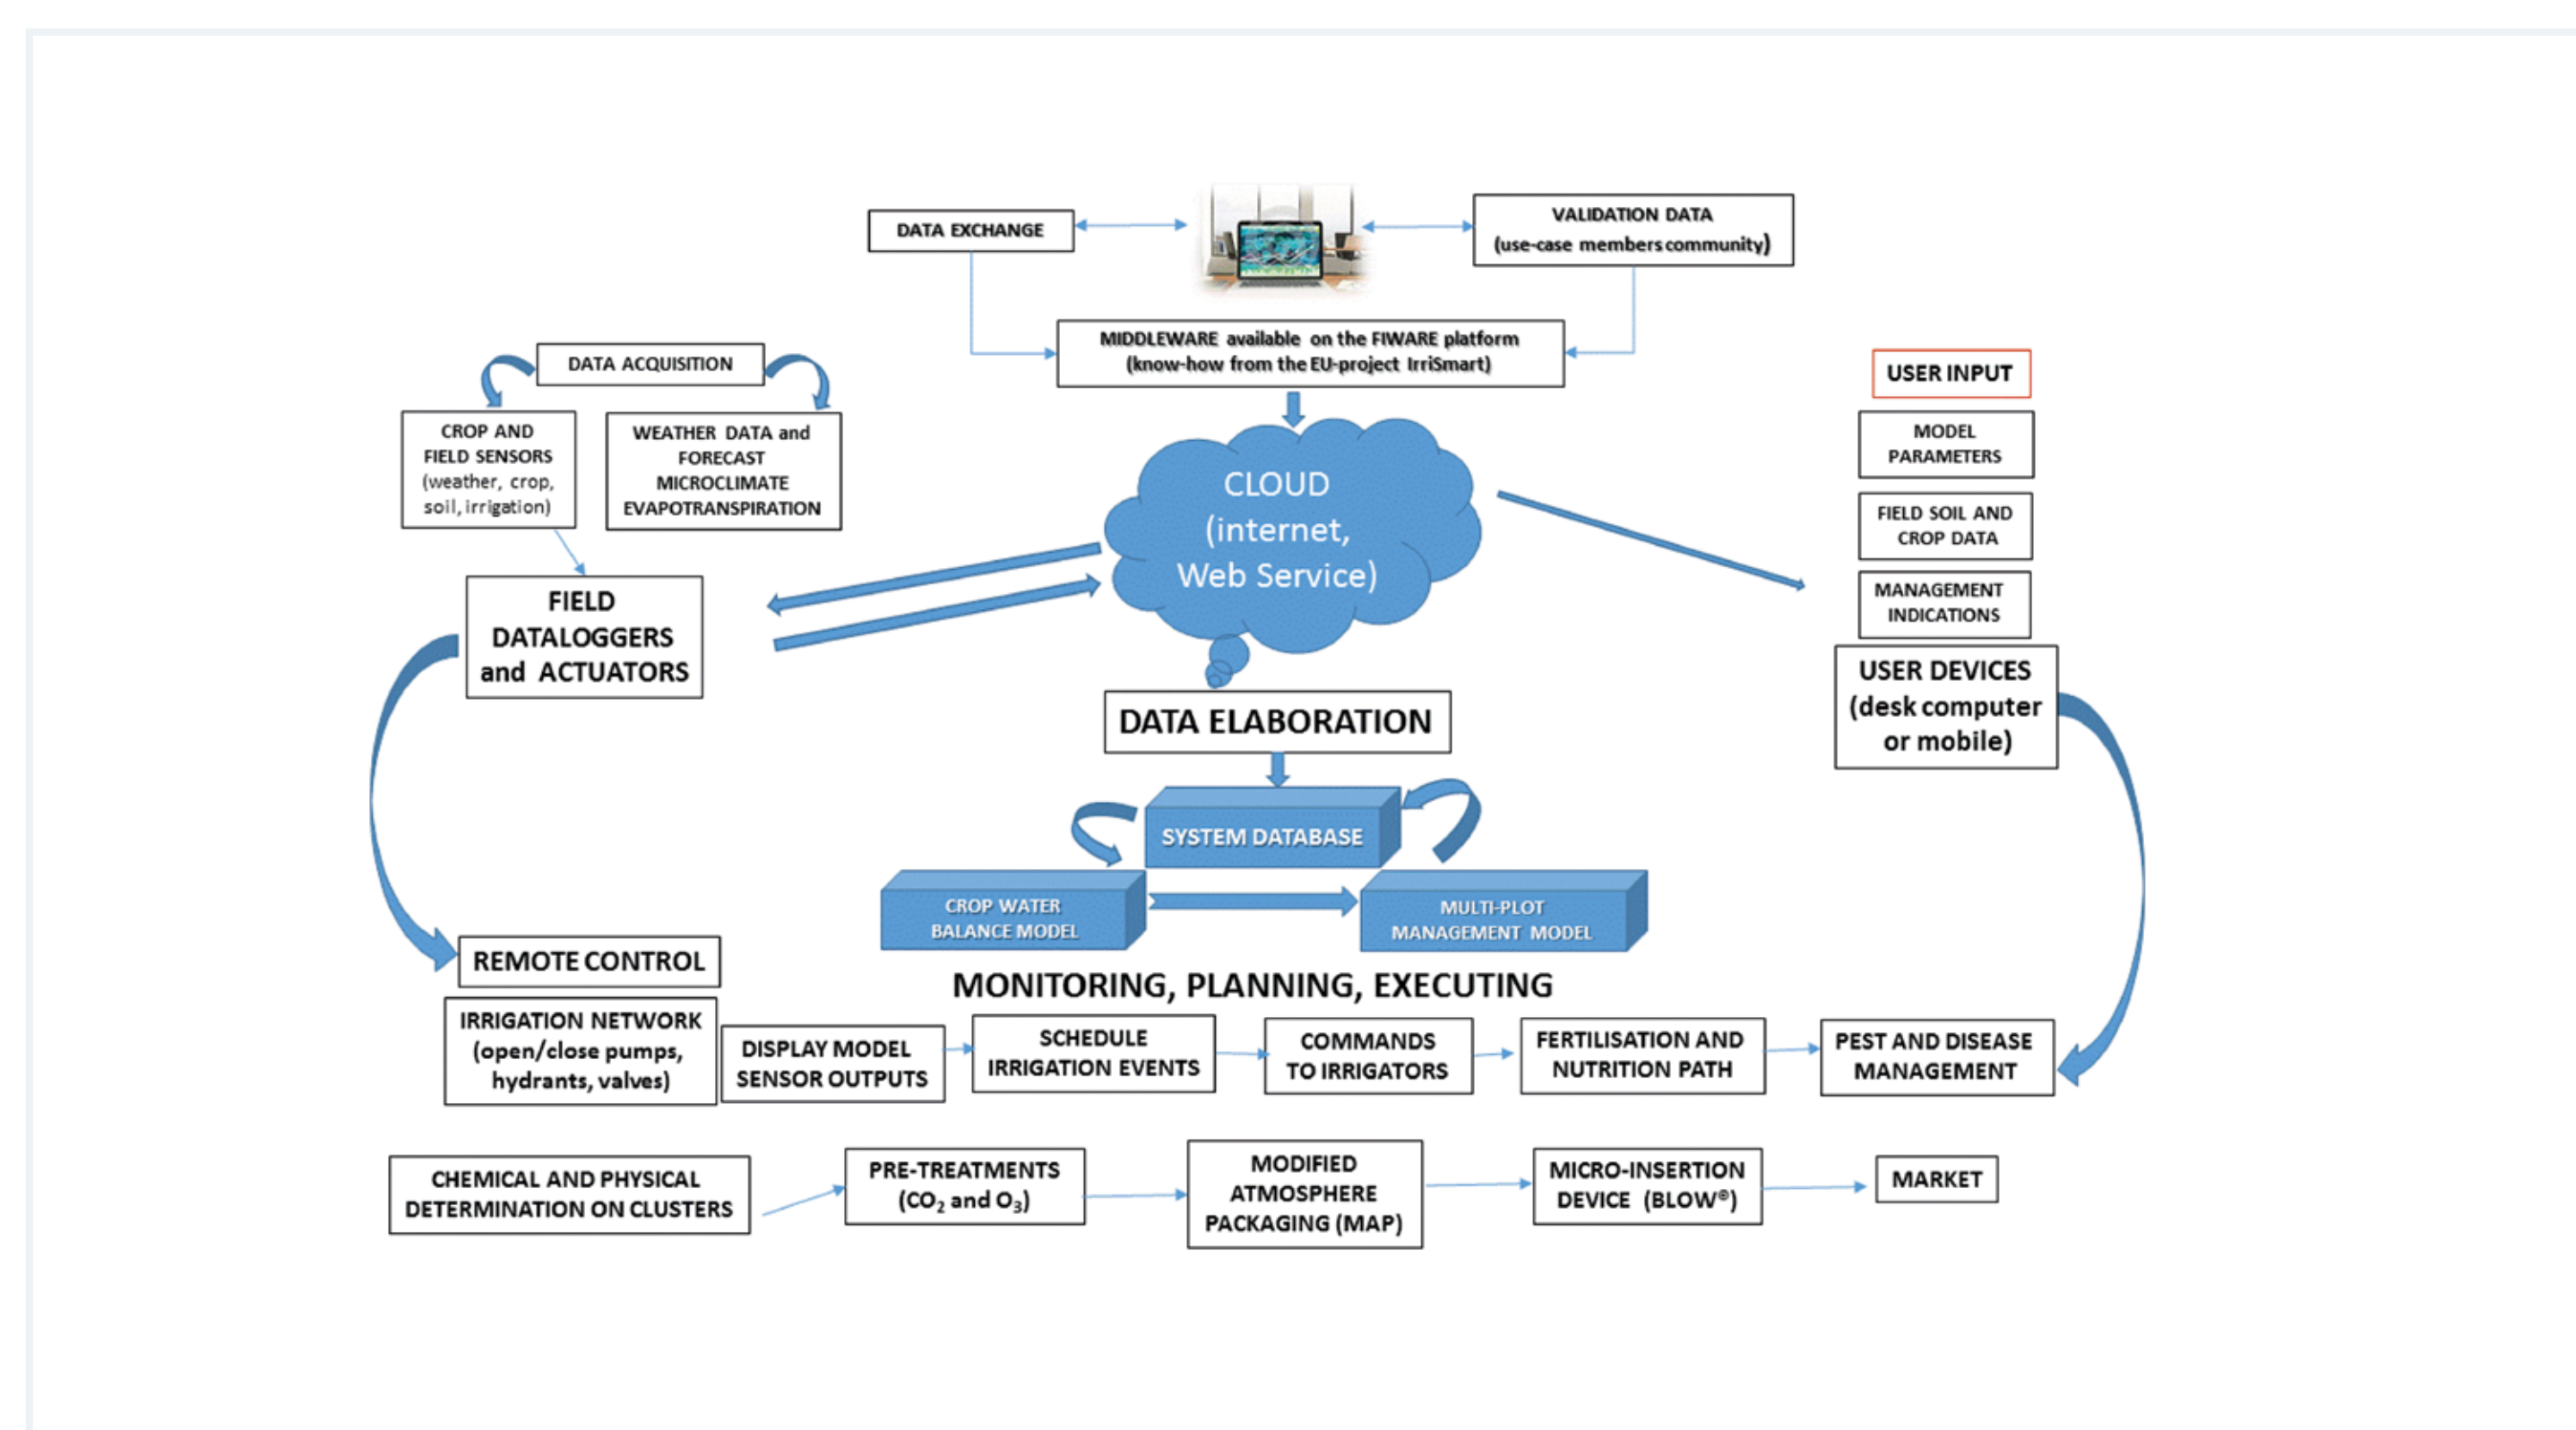 DATA EXCHANGE
VALIDATION DATA
(use-case members community)
MIDDLEWARE available on the FIWARE platform
(know-how from the EU-project IrriSmart)
DATA ACQUISITION
CROP AND
FIELD SENSORS
(weather, crop,
soil, irrigation)
WEATHER DATA and
FORECAST
MICROCLIMATE
EVAPOTRANSPIRATION
USER INPUT
MODEL
PARAMETERS
FIELD SOIL AND
CROP DATA
MANAGEMENT
INDICATIONS
USER DEVICES
(desk computer
or mobile)
CLOUD
(internet,
Web Service)
FIELD
DATALOGGERS
and ACTUATORS
DATA ELABORATION
SYSTEM DATABASE
CROP WATER
BALANCE MODEL
MULTI-PLOT
MANAGEMENT MODEL
REMOTE CONTROL
MONITORING, PLANNING, EXECUTING
IRRIGATION NETWORK
(open/close pumps,
hydrants, valves)
DISPLAY MODEL
SENSOR OUTPUTS
SCHEDULE
IRRIGATION EVENTS
COMMANDS
TO IRRIGATORS
FERTILISATION AND
NUTRITION PATH
PEST AND DISEASE
MANAGEMENT
CHEMICAL AND PHYSICAL
DETERMINATION ON CLUSTERS
PRE-TREATMENTS
(CO₂ and O₃)
MODIFIED
ATMOSPHERE
PACKAGING (MAP)
MICRO-INSERTION
DEVICE (BLOW®)
MARKET